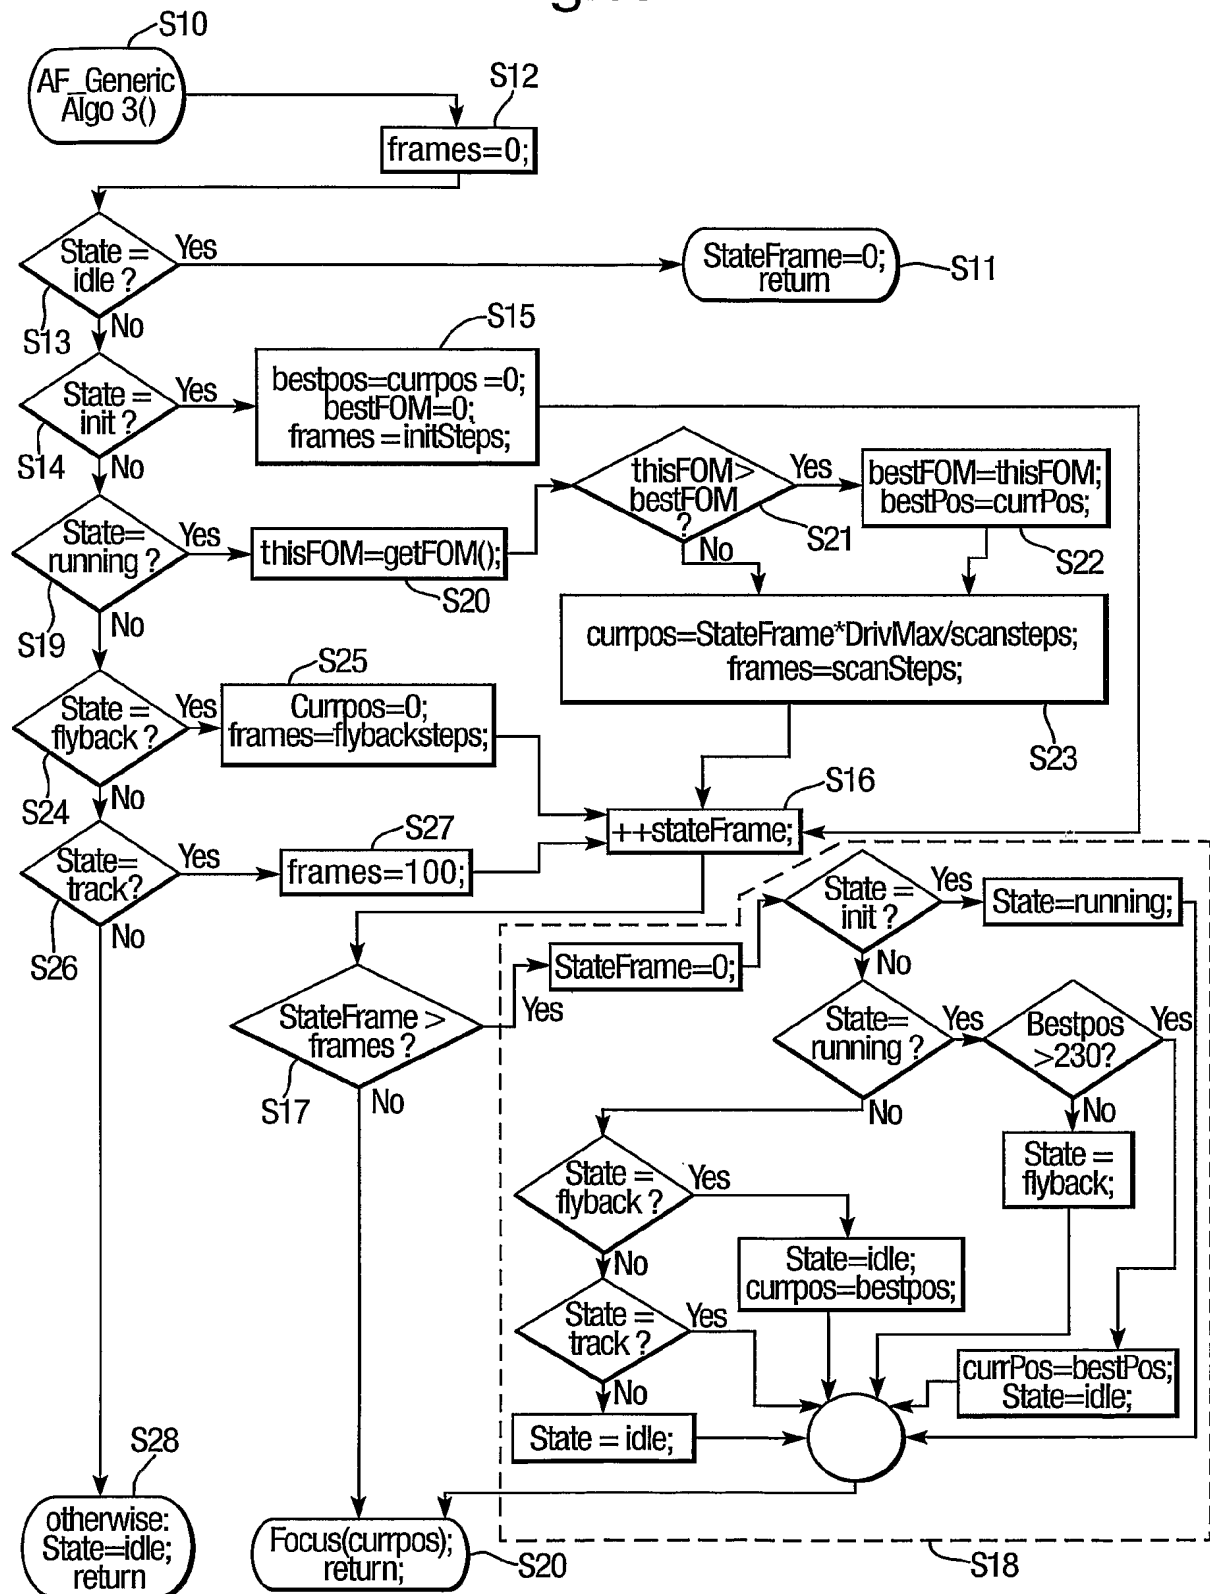 S10
AF_Generic
Algo 3()
S12
frames=0;
State =
idle ?
Yes
StateFrame=0;
return
S11
S13
No
S15
State =
init ?
Yes
bestpos=currpos =0;
bestFOM=0;
frames =initSteps;
S14
No
thisFOM>
bestFOM
?
Yes
bestFOM=thisFOM;
bestPos=currPos;
S21
No
S22
State=
running ?
Yes
thisFOM=getFOM();
S20
S19
No
currpos=StateFrame*DrivMax/scansteps;
frames=scanSteps;
S23
S25
State =
flyback ?
Yes
Currpos=0;
frames=flybacksteps;
S24
No
S16
++stateFrame;
S27
State=
track?
Yes
frames=100;
S26
No
State =
init ?
Yes
State=running;
No
StateFrame=0;
StateFrame >
frames ?
Yes
S17
No
State=
running ?
Yes
Bestpos
>230?
Yes
No
No
State =
flyback;
State =
flyback ?
Yes
State=idle;
currpos=bestpos;
No
State =
track ?
Yes
currPos=bestPos;
State=idle;
No
State = idle;
S28
otherwise:
State=idle;
return
Focus(currpos);
return;
S20
S18